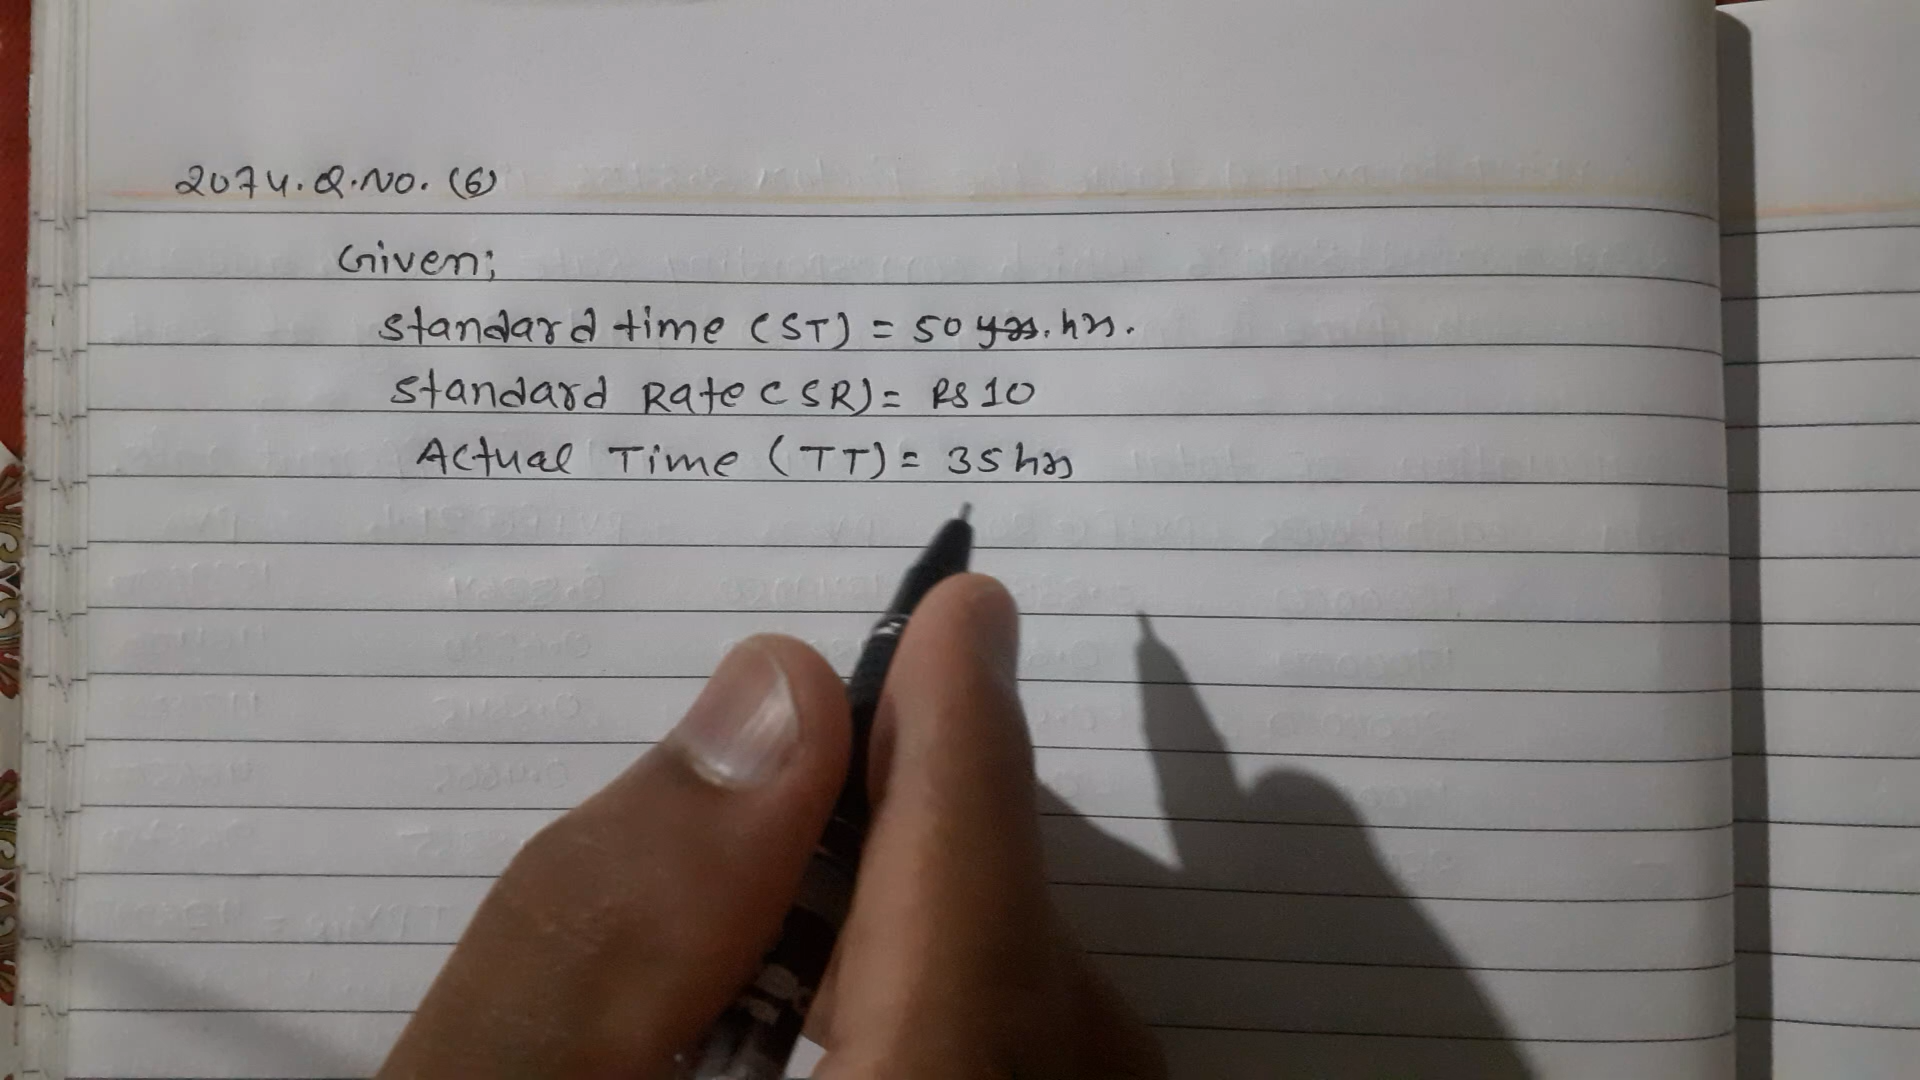 2074. Q.NO. (6)
Given;
Standard time (ST) = 50 yrs. hrs.
Standard Rate (SR) = RS 10
Actual Time (TT) = 35 hrs